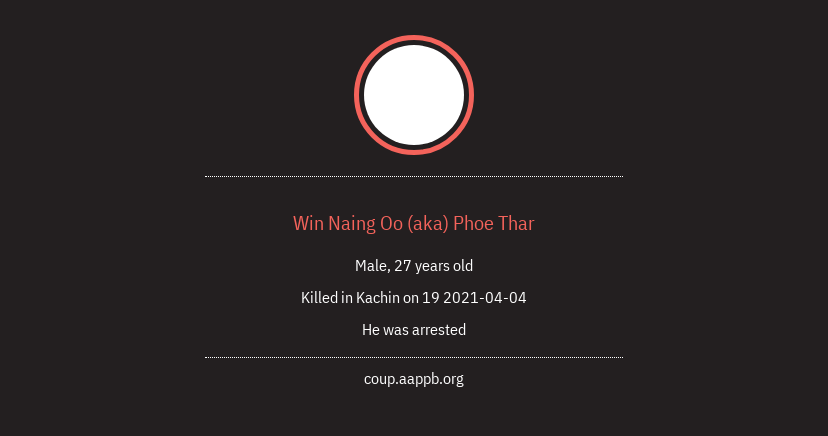 Win Naing Oo (aka) Phoe Thar
Male, 27 years old
Killed in Kachin on 19 2021-04-04
He was arrested
coup.aappb.org